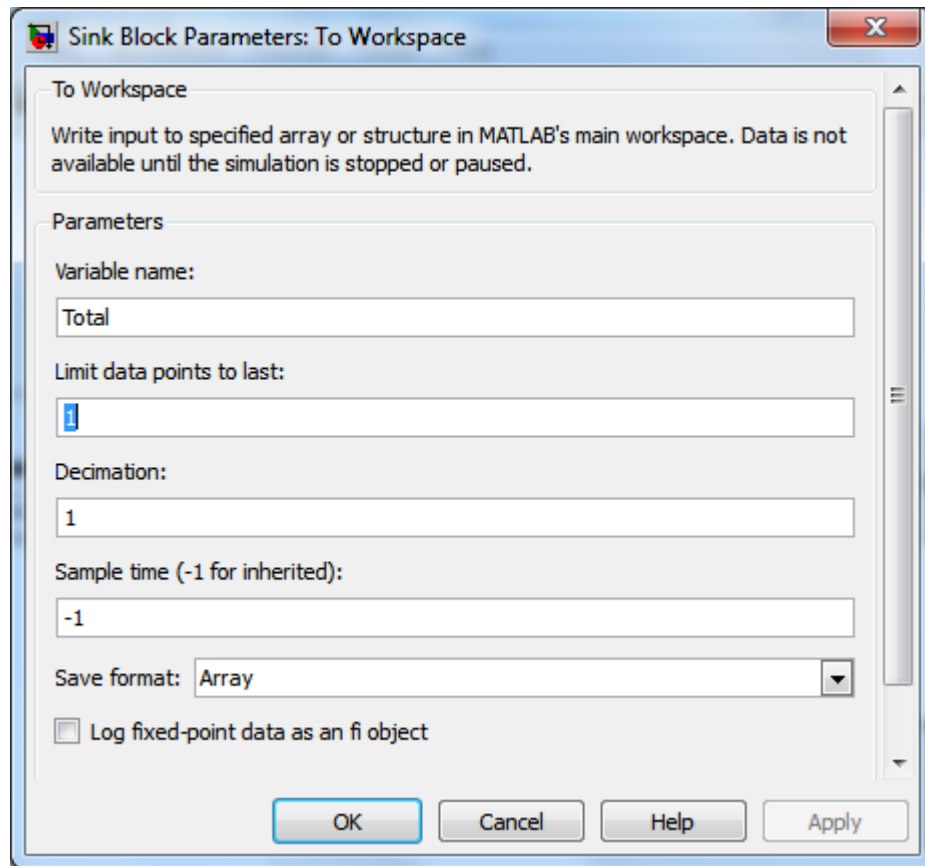 Sink Block Parameters: To Workspace
To Workspace
Write input to specified array or structure in MATLAB's main workspace. Data is not
available until the simulation is stopped or paused.
Parameters
Variable name:
Total
Limit data points to last:
1
Decimation:
1
Sample time (-1 for inherited):
-1
Save format: Array
Log fixed-point data as an fi object
OK Cancel Help Apply